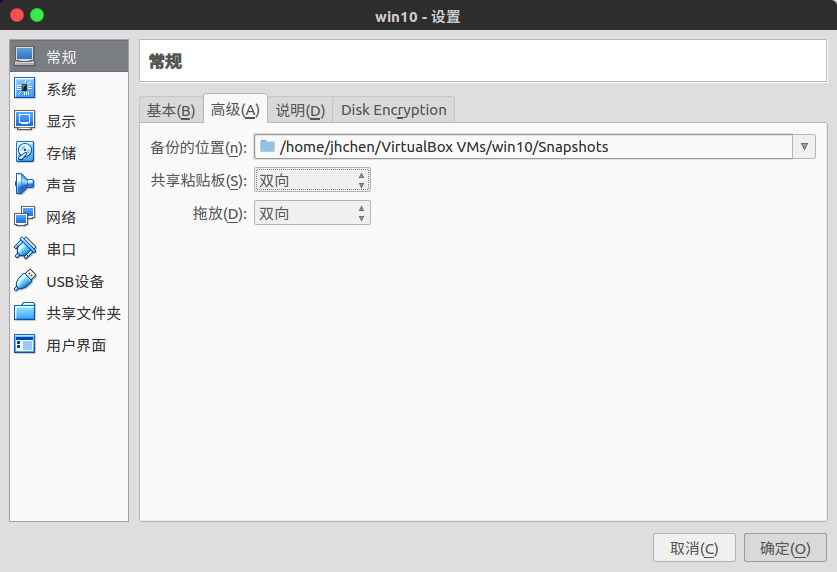 win10 - 设置
常规
系统
显示
存储
声音
网络
串口
USB设备
共享文件夹
用户界面
常规
基本(B) 高级(A) 说明(D) Disk Encryption
备份的位置(n): /home/jhchen/VirtualBox VMs/win10/Snapshots
共享粘贴板(S): 双向
拖放(D): 双向
取消(C) 确定(O)